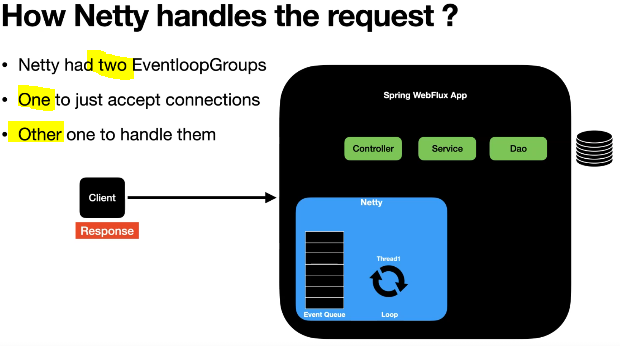 How Netty handles the request ?
• Netty had two EventloopGroups
• One to just accept connections
• Other one to handle them
Spring WebFlux App
Controller
Service
Dao
Client
Response
Netty
Thread1
Event Queue
Loop